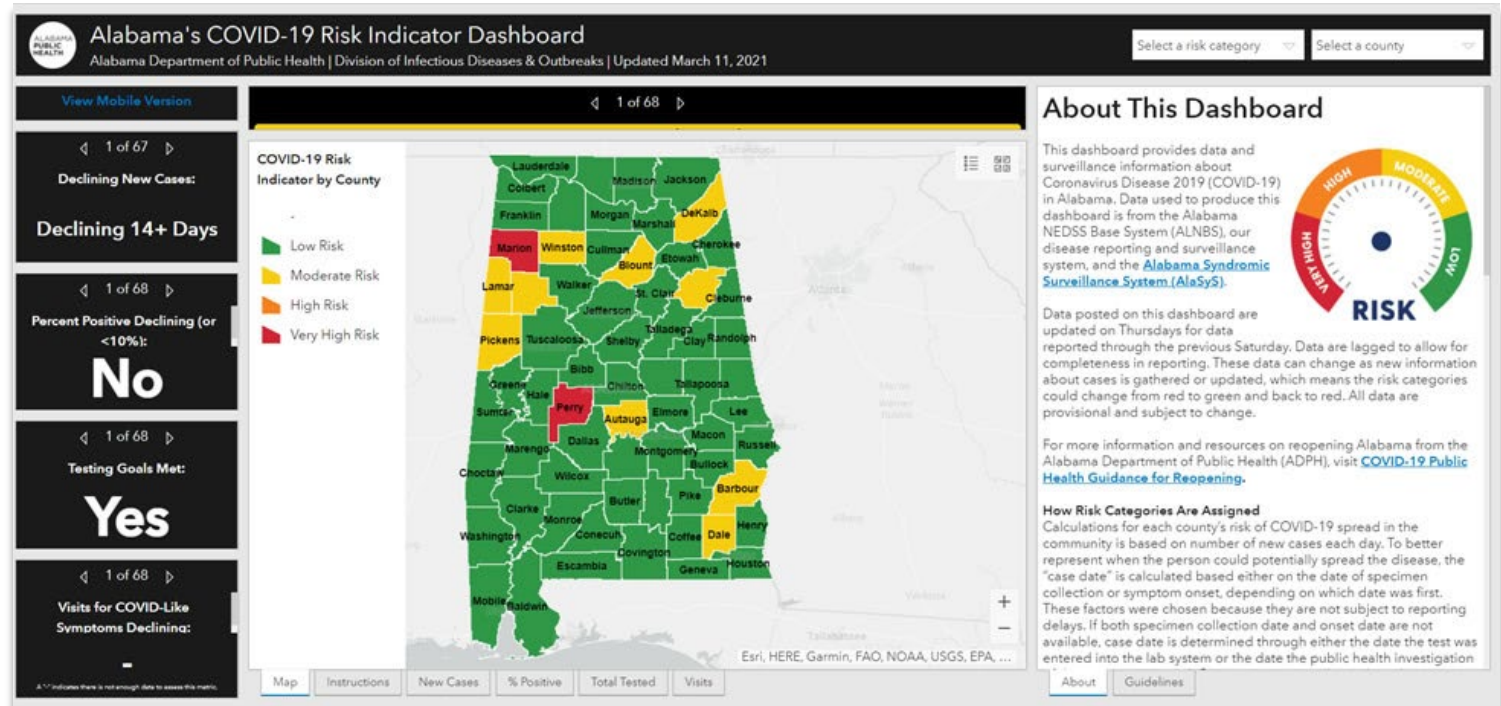 ALABAMA
PUBLIC
HEALTH
Alabama's COVID-19 Risk Indicator Dashboard
Alabama Department of Public Health | Division of Infectious Diseases & Outbreaks | Updated March 11, 2021
Select a risk category
Select a county
View Mobile Version
1 of 67
Declining New Cases:
Declining 14+ Days
1 of 68
Percent Positive Declining (or
<10%):
No
1 of 68
Testing Goals Met:
Yes
1 of 68
Visits for COVID-Like
Symptoms Declining:
-
A "-" indicates there is not enough data to assess this metric.
1 of 68
COVID-19 Risk
Indicator by County
-
Low Risk
Moderate Risk
High Risk
Very High Risk
Lauderdale
Madison
Jackson
Colbert
Franklin
Morgan
Marshall
DeKalb
Marion
Winston
Cullman
Cherokee
Blount
Etowah
Lamar
Walker
St. Clair
Cleburne
Jefferson
Talladega
Pickens
Tuscaloosa
Shelby
Clay
Randolph
Bibb
Greene
Hale
Chilton
Tallapoosa
Sumter
Perry
Autauga
Elmore
Lee
Macon
Dallas
Russell
Marengo
Montgomery
Bullock
Choctaw
Wilcox
Barbour
Butler
Pike
Clarke
Monroe
Henry
Washington
Conecuh
Coffee
Dale
Covington
Escambia
Geneva
Houston
Mobile
Baldwin
Atlanta
Albany
Tallahassee
+
−
Esri, HERE, Garmin, FAO, NOAA, USGS, EPA, ...
Map
Instructions
New Cases
% Positive
Total Tested
Visits
About This Dashboard
This dashboard provides data and
surveillance information about
Coronavirus Disease 2019 (COVID-19)
in Alabama. Data used to produce this
dashboard is from the Alabama
NEDSS Base System (ALNBS), our
disease reporting and surveillance
system, and the Alabama Syndromic
Surveillance System (AlaSyS).
VERY HIGH
HIGH
MODERATE
LOW
RISK
Data posted on this dashboard are
updated on Thursdays for data
reported through the previous Saturday. Data are lagged to allow for
completeness in reporting. These data can change as new information
about cases is gathered or updated, which means the risk categories
could change from red to green and back to red. All data are
provisional and subject to change.
For more information and resources on reopening Alabama from the
Alabama Department of Public Health (ADPH), visit COVID-19 Public
Health Guidance for Reopening.
How Risk Categories Are Assigned
Calculations for each county's risk of COVID-19 spread in the
community is based on number of new cases each day. To better
represent when the person could potentially spread the disease, the
"case date" is calculated based either on the date of specimen
collection or symptom onset, depending on which date was first.
These factors were chosen because they are not subject to reporting
delays. If both specimen collection date and onset date are not
available, case date is determined through either the date the test was
entered into the lab system or the date the public health investigation
About
Guidelines